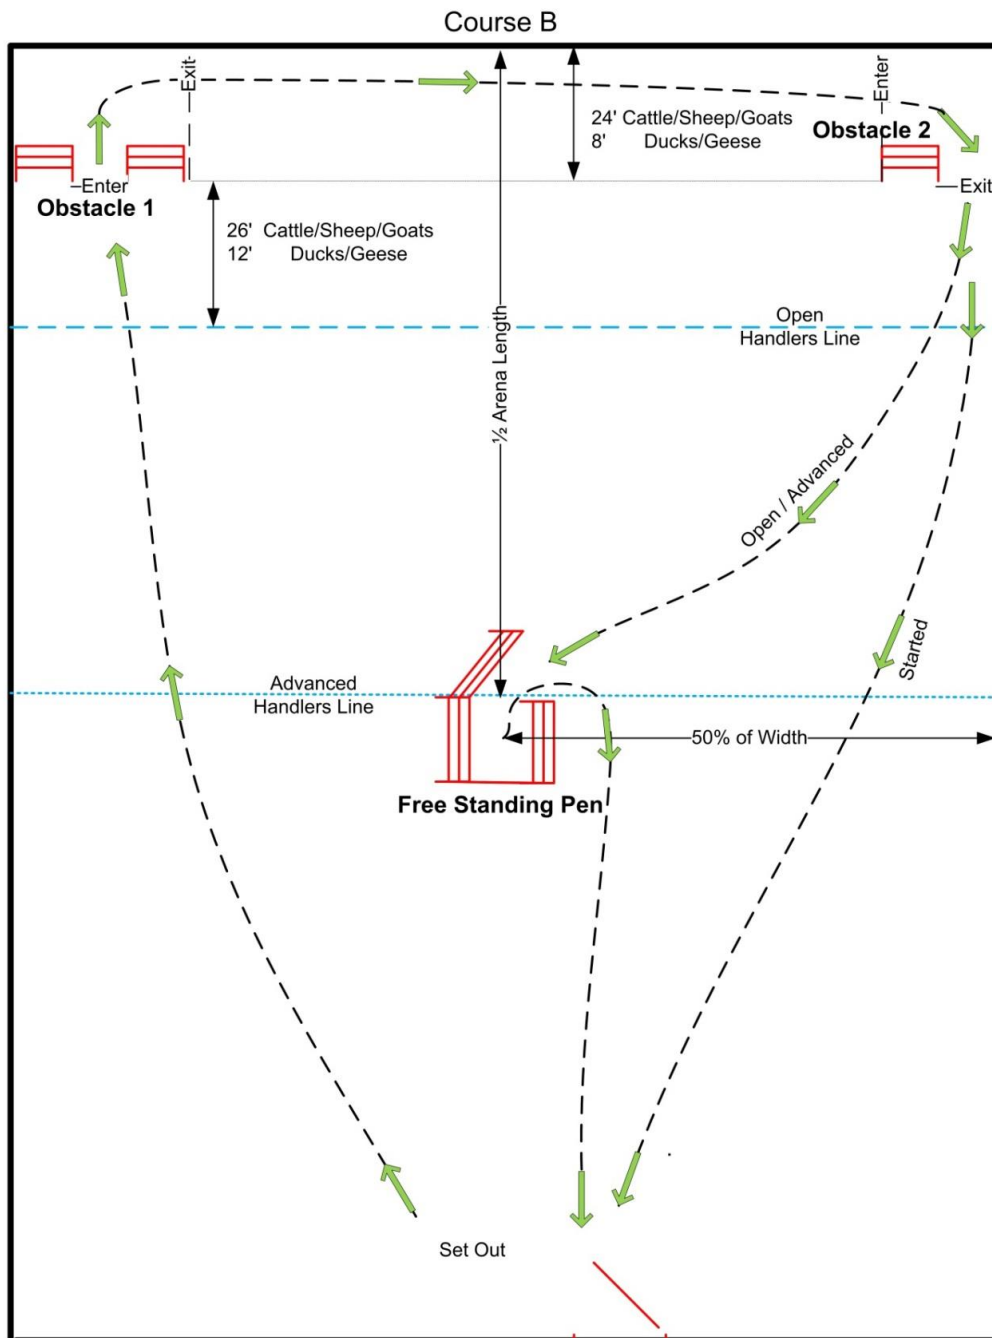 Course B
Exit
Enter
24' Cattle/Sheep/Goats
8' Ducks/Geese
Obstacle 2
Enter
Exit
Obstacle 1
26' Cattle/Sheep/Goats
12' Ducks/Geese
½ Arena Length
Open
Handlers Line
Open / Advanced
Started
Advanced
Handlers Line
50% of Width
Free Standing Pen
Set Out